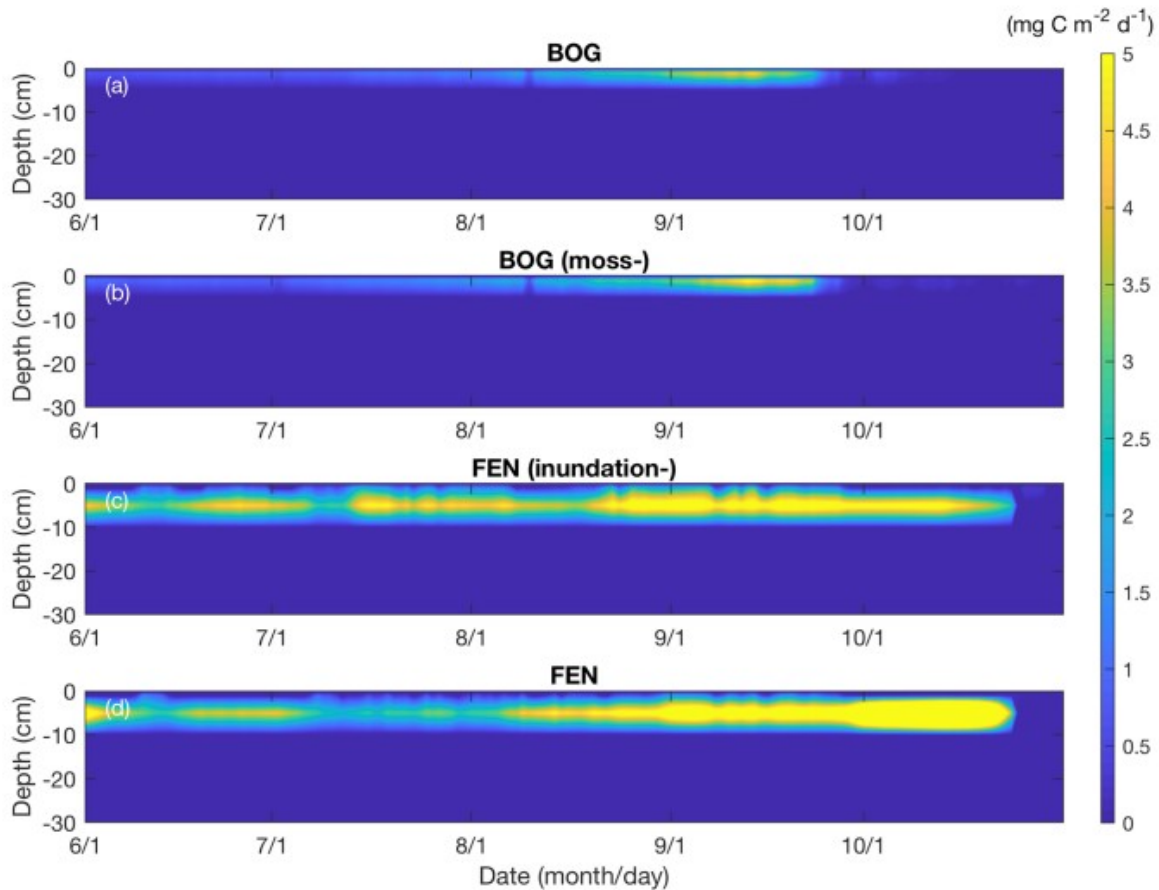 (mg C m⁻² d⁻¹)
BOG
(a)
0
-10
-20
-30
Depth (cm)
6/1 7/1 8/1 9/1 10/1
BOG (moss-)
(b)
0
-10
-20
-30
Depth (cm)
6/1 7/1 8/1 9/1 10/1
FEN (inundation-)
(c)
0
-10
-20
-30
Depth (cm)
6/1 7/1 8/1 9/1 10/1
FEN
(d)
0
-10
-20
-30
Depth (cm)
6/1 7/1 8/1 9/1 10/1
Date (month/day)
5
4.5
4
3.5
3
2.5
2
1.5
1
0.5
0